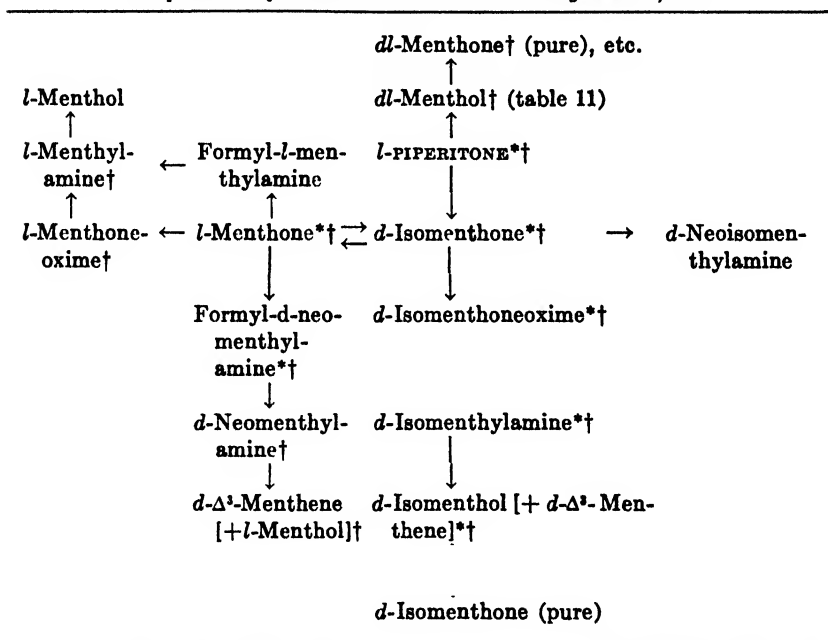 dl-Menthone† (pure), etc.
↑
l-Menthol dl-Menthol† (table 11)
↑ ↑
l-Menthyl- ← Formyl-l-men- l-PIPERITONE*†
amine† thylamine
↑ ↑ ↓
l-Menthone- ← l-Menthone*† ⇄ d-Isomenthone*† → d-Neoisomen-
oxime† thylamine
↓ ↓
Formyl-d-neo- d-Isomenthoneoxime*†
menthyl-
amine*†
↓
d-Neomenthyl- d-Isomenthylamine*†
amine†
↓ ↓
d-Δ³-Menthene d-Isomenthol [+ d-Δ³-Men-
[+l-Menthol]† thene]*†
d-Isomenthone (pure)